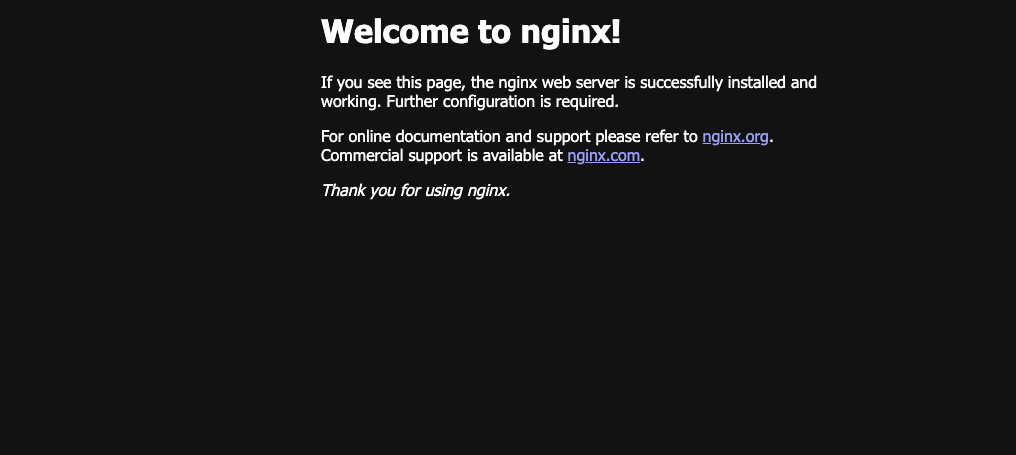 Welcome to nginx!
If you see this page, the nginx web server is successfully installed and
working. Further configuration is required.
For online documentation and support please refer to nginx.org.
Commercial support is available at nginx.com.
Thank you for using nginx.